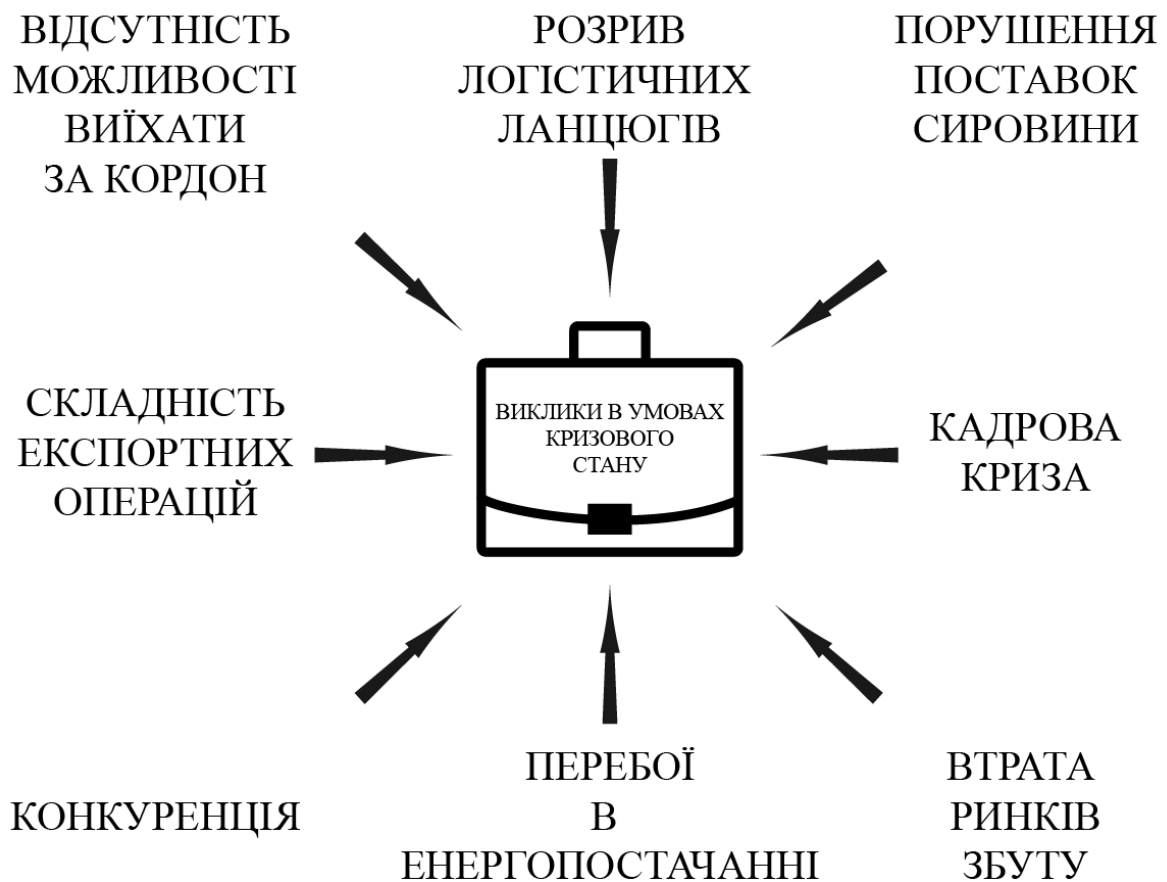 ВІДСУТНІСТЬ
МОЖЛИВОСТІ
ВИЇХАТИ
ЗА КОРДОН
РОЗРИВ
ЛОГІСТИЧНИХ
ЛАНЦЮГІВ
ПОРУШЕННЯ
ПОСТАВОК
СИРОВИНИ
СКЛАДНІСТЬ
ЕКСПОРТНИХ
ОПЕРАЦІЙ
ВИКЛИКИ В УМОВАХ
КРИЗОВОГО
СТАНУ
КАДРОВА
КРИЗА
КОНКУРЕНЦІЯ
ПЕРЕБОЇ
В
ЕНЕРГОПОСТАЧАННІ
ВТРАТА
РИНКІВ
ЗБУТУ